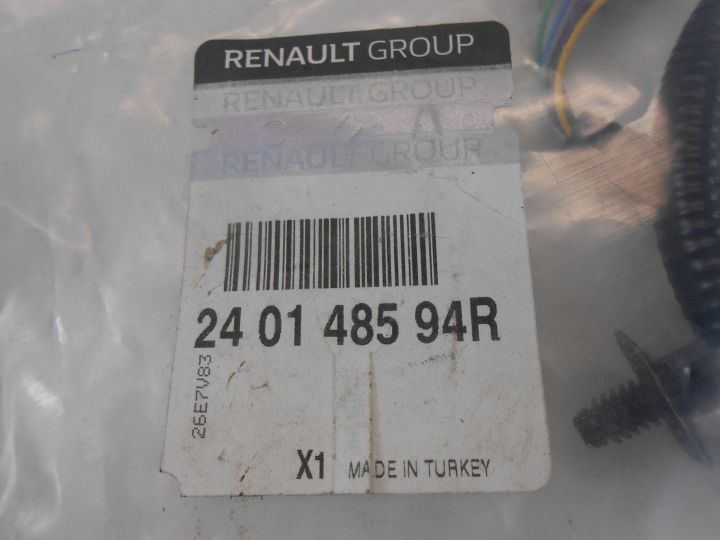 RENAULT GROUP
RENAULT GROUP
RENAULT GROUP
24 01 485 94R
26E7V83
X1 MADE IN TURKEY